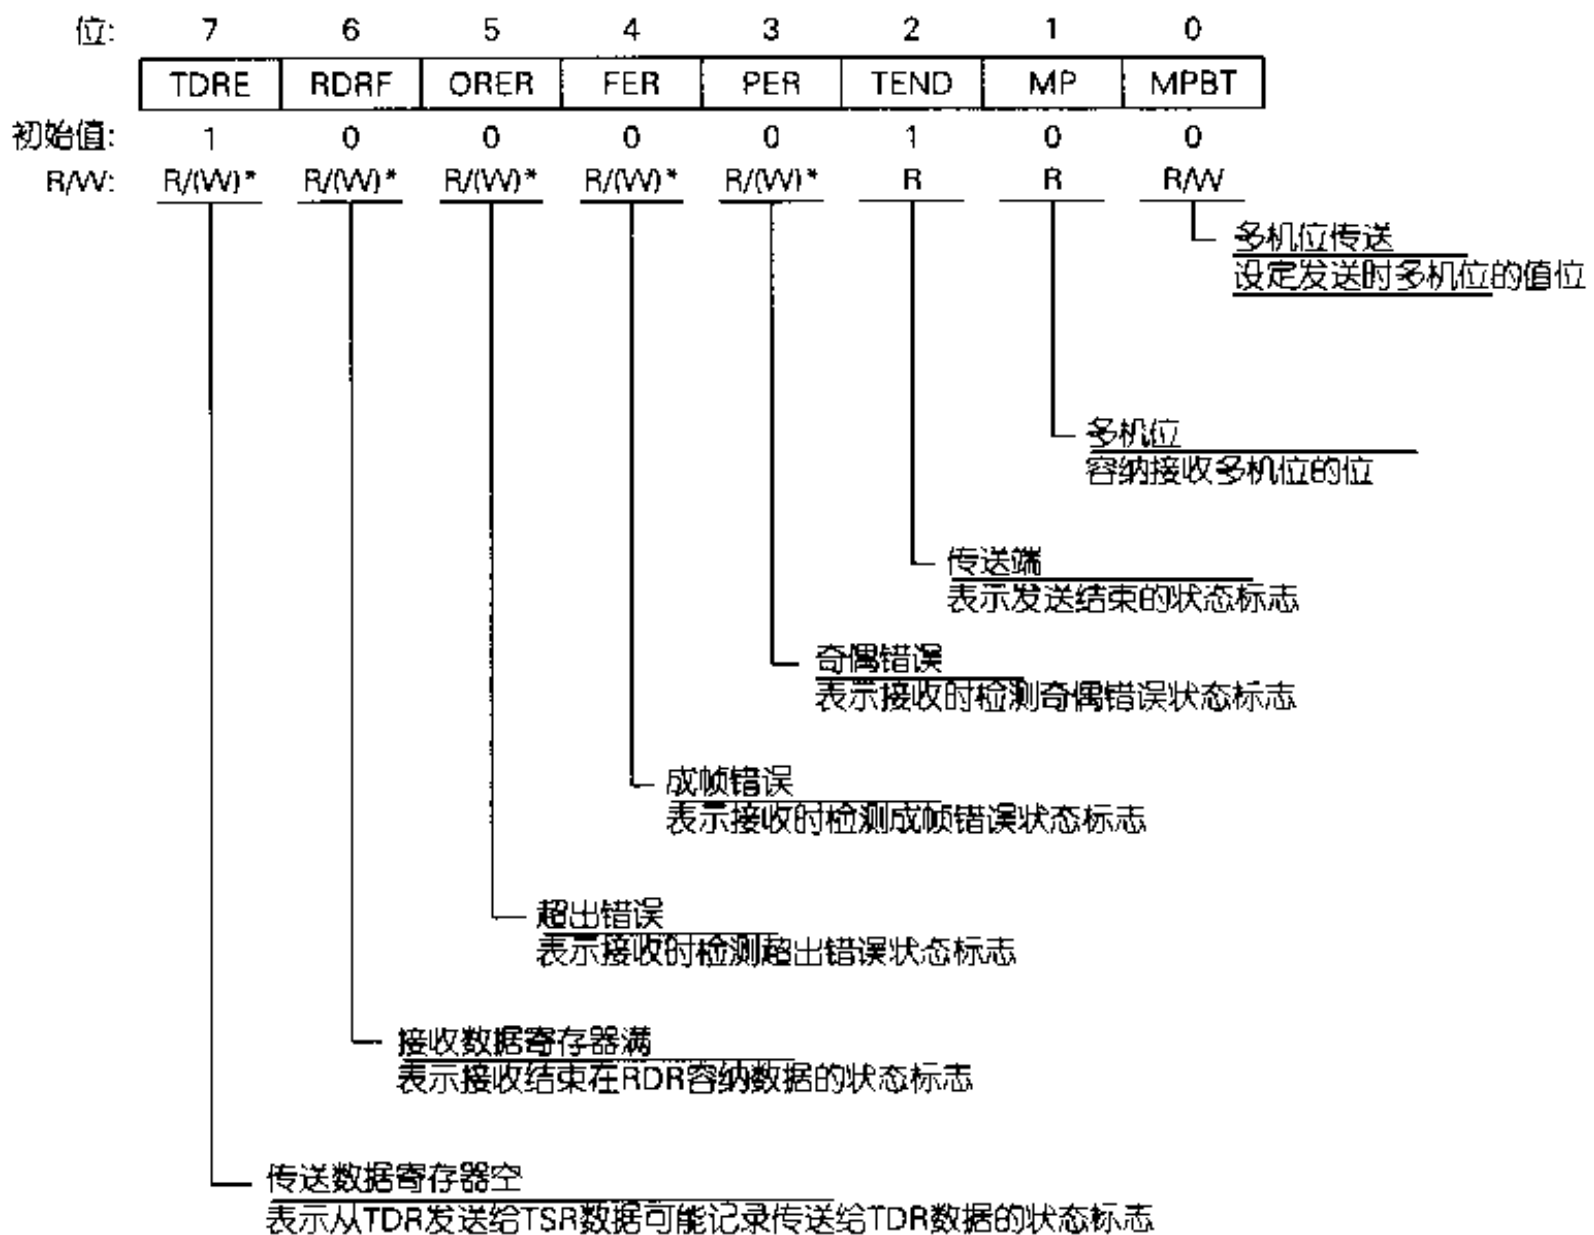 位: 7 6 5 4 3 2 1 0
TDRE RDRF ORER FER PER TEND MP MPBT
初始值: 1 0 0 0 0 1 0 0
R/W: R/(W)* R/(W)* R/(W)* R/(W)* R/(W)* R R R/W
多机位传送
设定发送时多机位的值位
多机位
容纳接收多机位的位
传送端
表示发送结束的状态标志
奇偶错误
表示接收时检测奇偶错误状态标志
成帧错误
表示接收时检测成帧错误状态标志
超出错误
表示接收时检测超出错误状态标志
接收数据寄存器满
表示接收结束在RDR容纳数据的状态标志
传送数据寄存器空
表示从TDR发送给TSR数据可能记录传送给TDR数据的状态标志